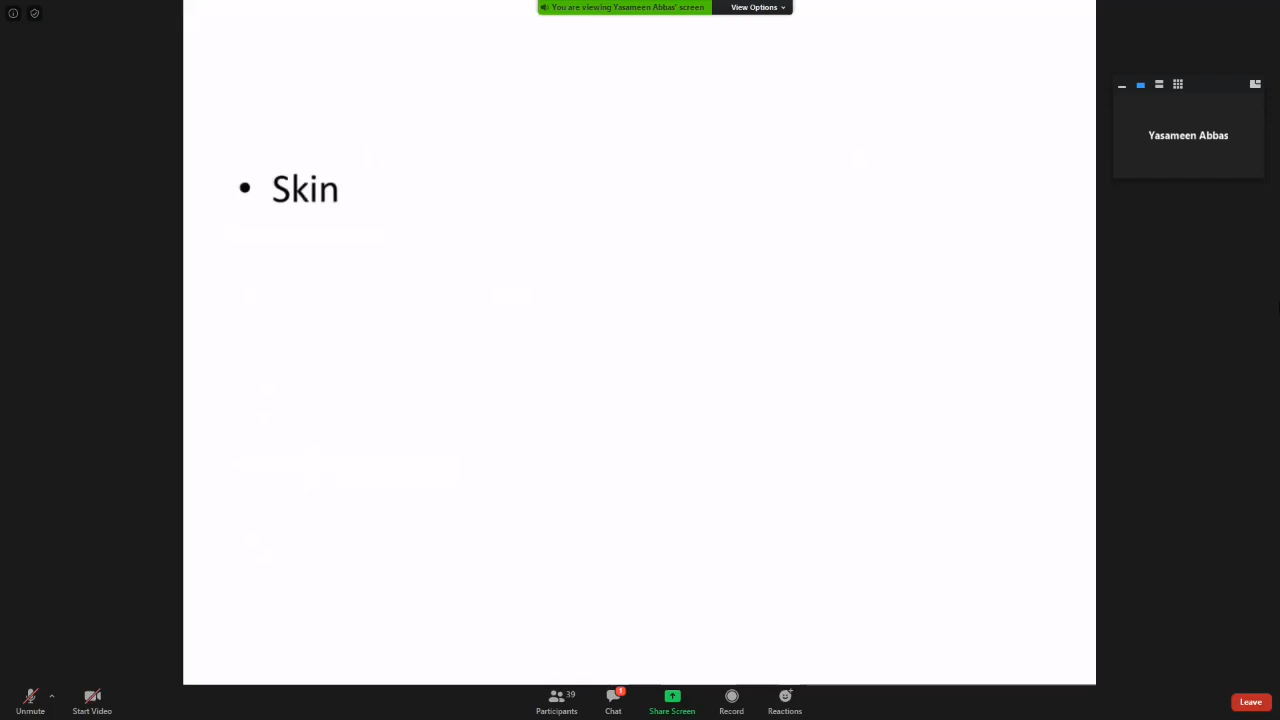 You are viewing Yasameen Abbas' screen
View Options
Yasameen Abbas
• Skin
Unmute
Start Video
39
Participants
1
Chat
Share Screen
Record
Reactions
Leave